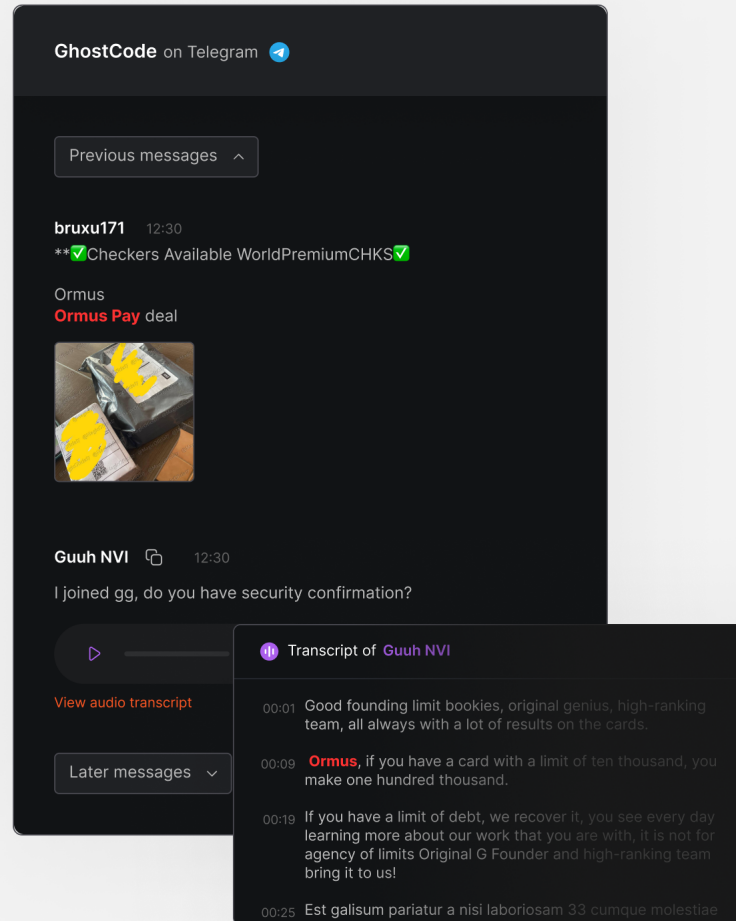 GhostCode on Telegram
Previous messages
bruxu171 12:30
**✅Checkers Available WorldPremiumCHKS✅
Ormus
Ormus Pay deal
Guuh NVI 12:30
I joined gg, do you have security confirmation?
View audio transcript
Later messages
Transcript of Guuh NVI
00:01 Good founding limit bookies, original genius, high-ranking
team, all always with a lot of results on the cards.
00:09 Ormus, if you have a card with a limit of ten thousand, you
make one hundred thousand.
00:19 If you have a limit of debt, we recover it, you see every day
learning more about our work that you are with, it is not for
agency of limits Original G Founder and high-ranking team
bring it to us!
00:25 Est galisum pariatur a nisi laboriosam 33 cumque molestiae